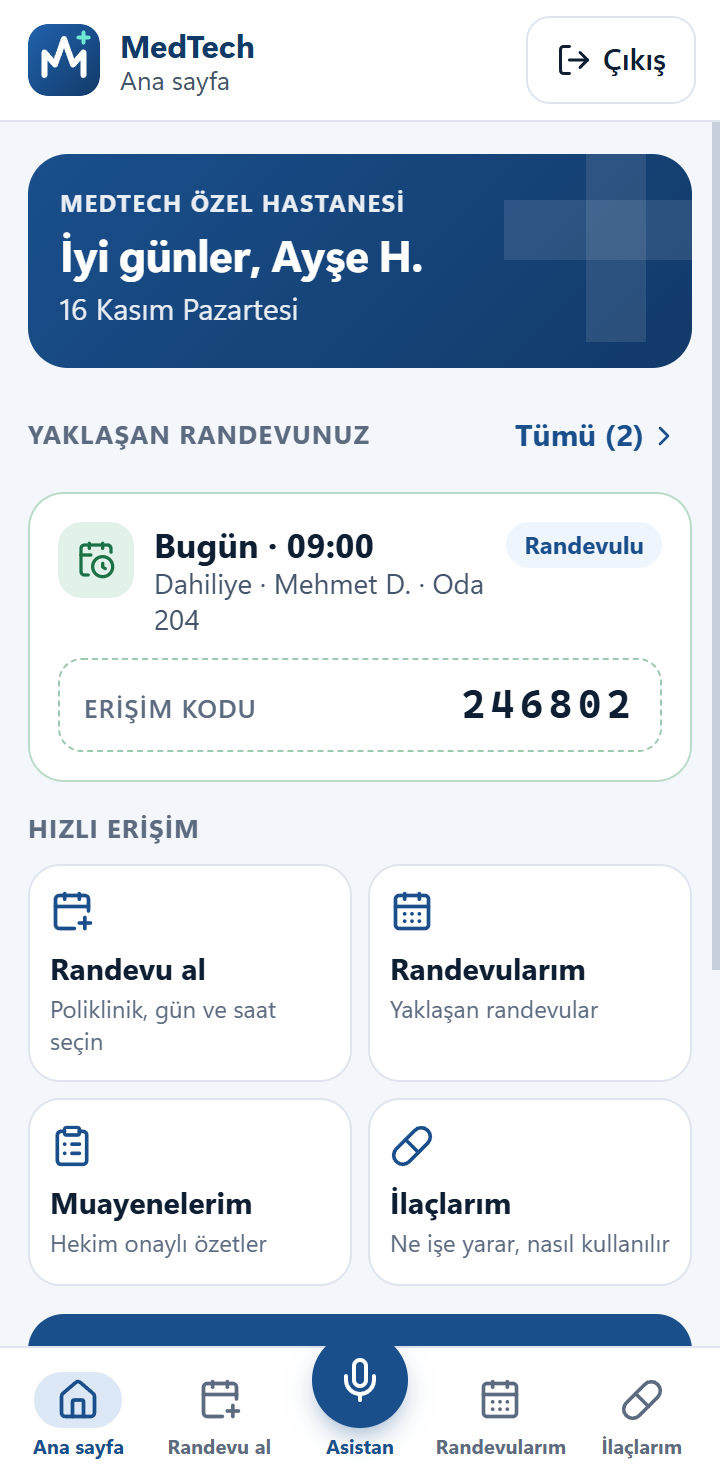 MedTech
Ana sayfa
Çıkış
MEDTECH ÖZEL HASTANESİ
İyi günler, Ayşe H.
16 Kasım Pazartesi
YAKLAŞAN RANDEVUNUZ
Tümü (2)
Bugün · 09:00
Randevulu
Dahiliye · Mehmet D. · Oda
204
ERİŞİM KODU
246802
HIZLI ERİŞİM
Randevu al
Poliklinik, gün ve saat
seçin
Randevularım
Yaklaşan randevular
Muayenelerim
Hekim onaylı özetler
İlaçlarım
Ne işe yarar, nasıl kullanılır
Ana sayfa
Randevu al
Asistan
Randevularım
İlaçlarım